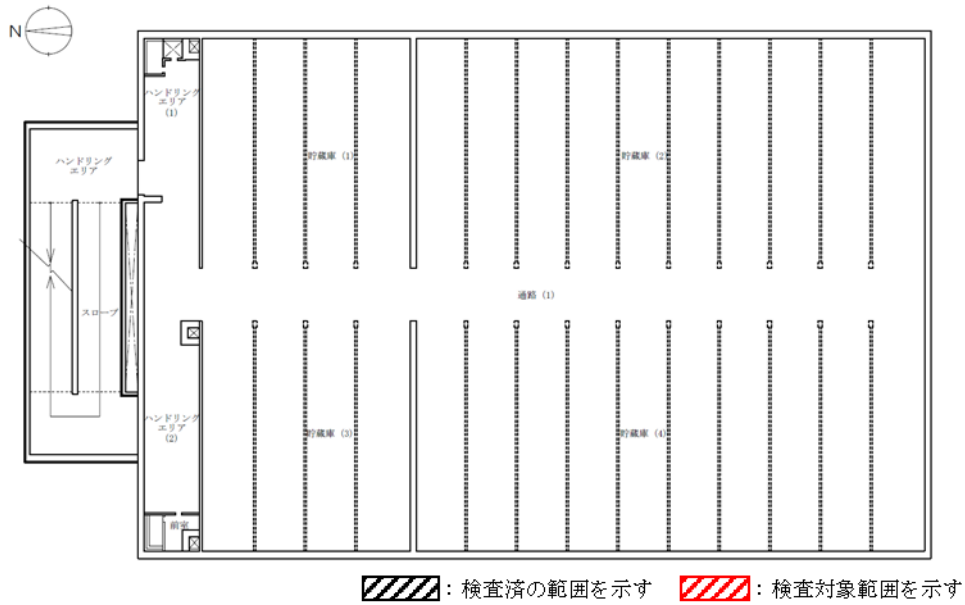 N
ハンドリング
エリア
(1)
貯蔵庫 (1)
貯蔵庫 (2)
ハンドリング
エリア
通路 (1)
スロープ
ハンドリング
エリア
(2)
貯蔵庫 (3)
貯蔵庫 (4)
前室
：検査済の範囲を示す
：検査対象範囲を示す